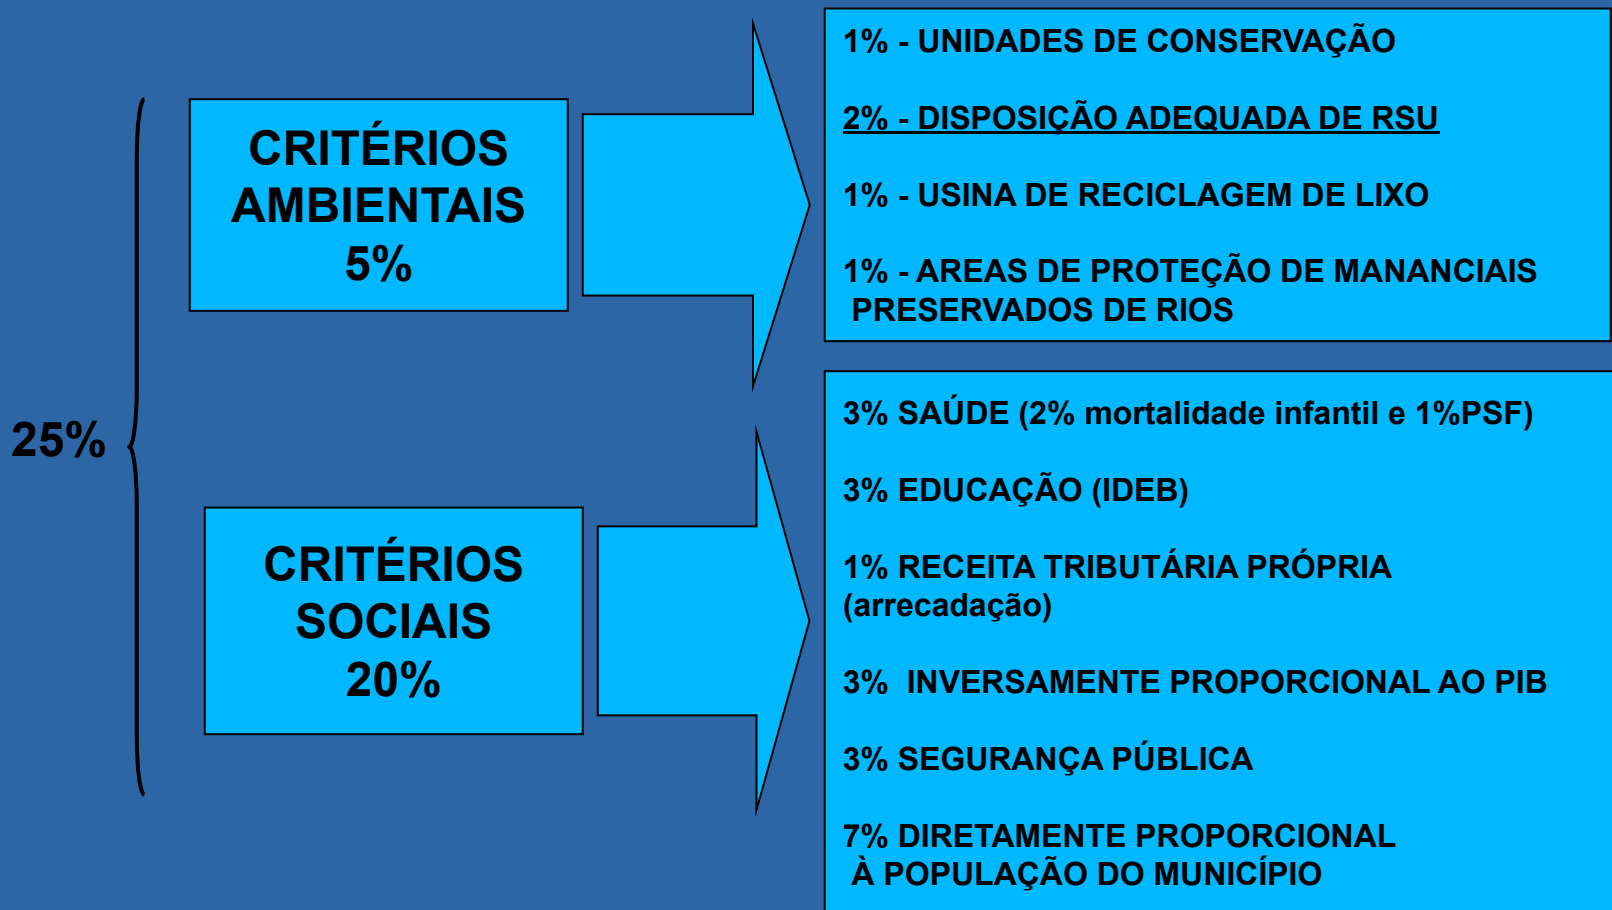 25%
CRITÉRIOS
AMBIENTAIS
5%
1% - UNIDADES DE CONSERVAÇÃO
2% - DISPOSIÇÃO ADEQUADA DE RSU
1% - USINA DE RECICLAGEM DE LIXO
1% - AREAS DE PROTEÇÃO DE MANANCIAIS
PRESERVADOS DE RIOS
CRITÉRIOS
SOCIAIS
20%
3% SAÚDE (2% mortalidade infantil e 1%PSF)
3% EDUCAÇÃO (IDEB)
1% RECEITA TRIBUTÁRIA PRÓPRIA
(arrecadação)
3% INVERSAMENTE PROPORCIONAL AO PIB
3% SEGURANÇA PÚBLICA
7% DIRETAMENTE PROPORCIONAL
À POPULAÇÃO DO MUNICÍPIO